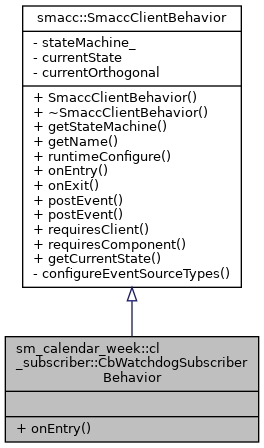 smacc::SmaccClientBehavior
- stateMachine_
- currentState
- currentOrthogonal
+ SmaccClientBehavior()
+ ~SmaccClientBehavior()
+ getStateMachine()
+ getName()
+ runtimeConfigure()
+ onEntry()
+ onExit()
+ postEvent()
+ postEvent()
+ requiresClient()
+ requiresComponent()
+ getCurrentState()
- configureEventSourceTypes()
sm_calendar_week::cl
_subscriber::CbWatchdogSubscriber
Behavior
+ onEntry()